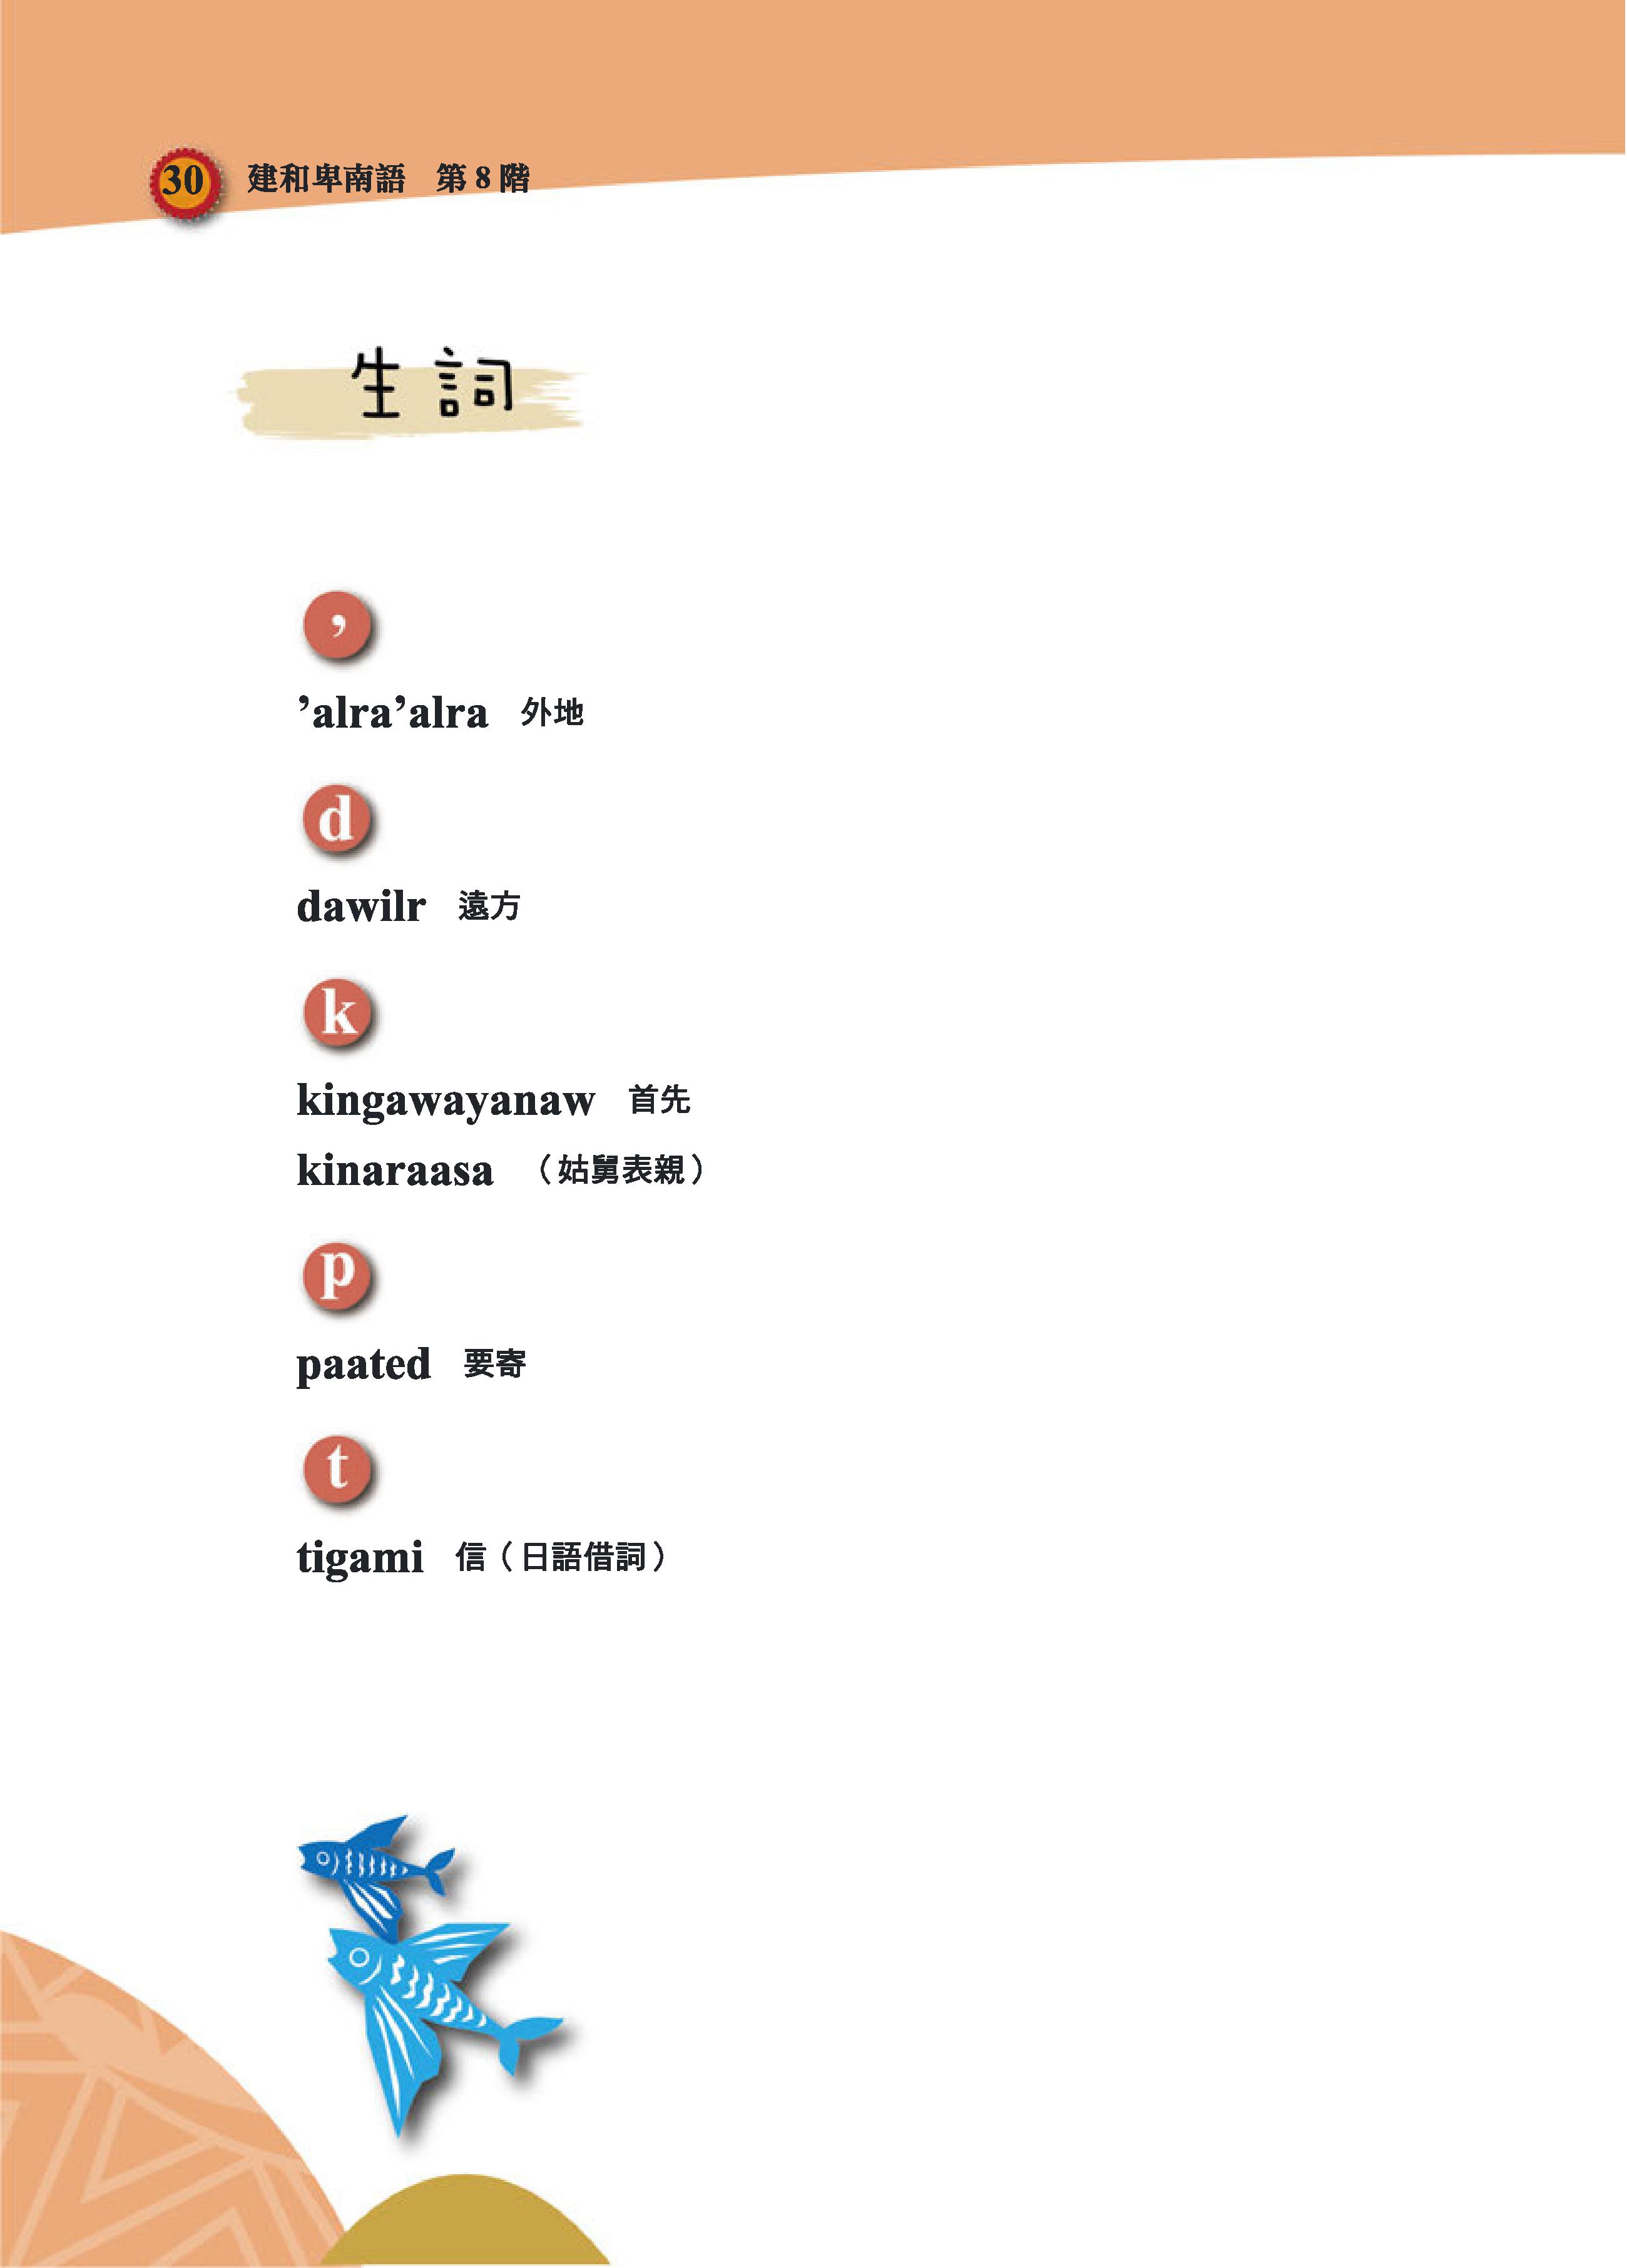 30 建和卑南語 第8階
生詞
’
’alra’alra 外地
d
dawilr 遠方
k
kingawayanaw 首先
kinaraasa （姑舅表親）
p
paated 要寄
t
tigami 信（日語借詞）